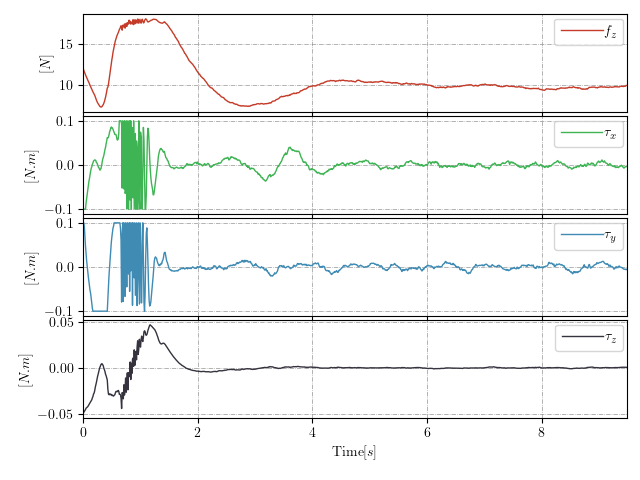 [N]
15
10
f_z
[N.m]
0.1
0.0
−0.1
τ_x
[N.m]
0.1
0.0
−0.1
τ_y
[N.m]
0.05
0.00
−0.05
τ_z
0 2 4 6 8
Time[s]